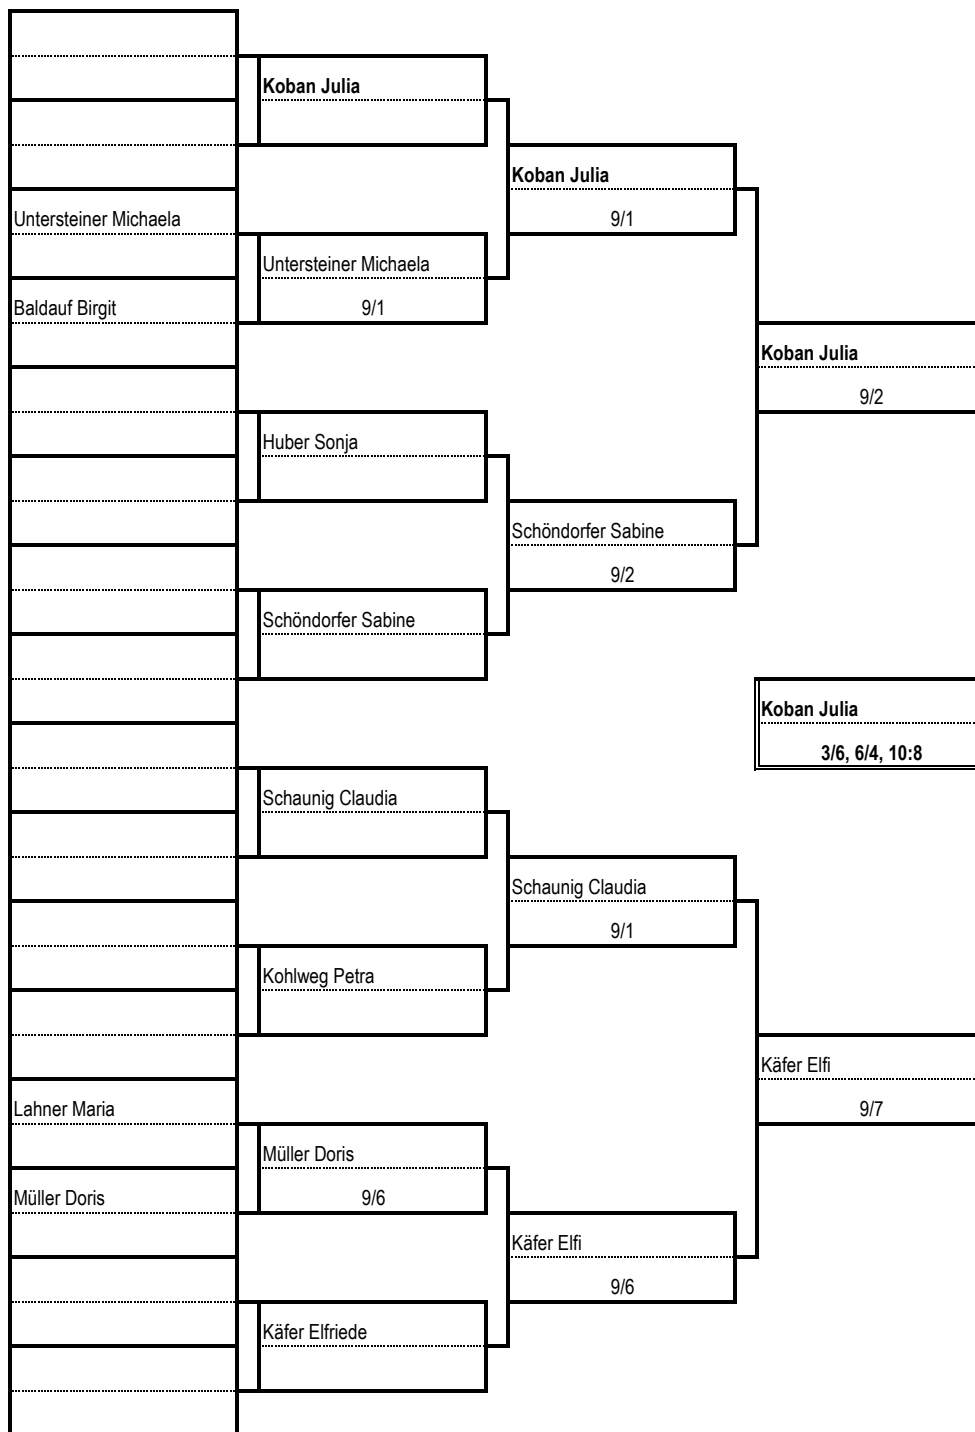 Koban Julia
Koban Julia
9/1
Untersteiner Michaela
Untersteiner Michaela
9/1
Baldauf Birgit
Koban Julia
9/2
Huber Sonja
Schöndorfer Sabine
9/2
Schöndorfer Sabine
Koban Julia
3/6, 6/4, 10:8
Schaunig Claudia
Schaunig Claudia
9/1
Kohlweg Petra
Käfer Elfi
9/7
Lahner Maria
Müller Doris
9/6
Müller Doris
Käfer Elfi
9/6
Käfer Elfriede